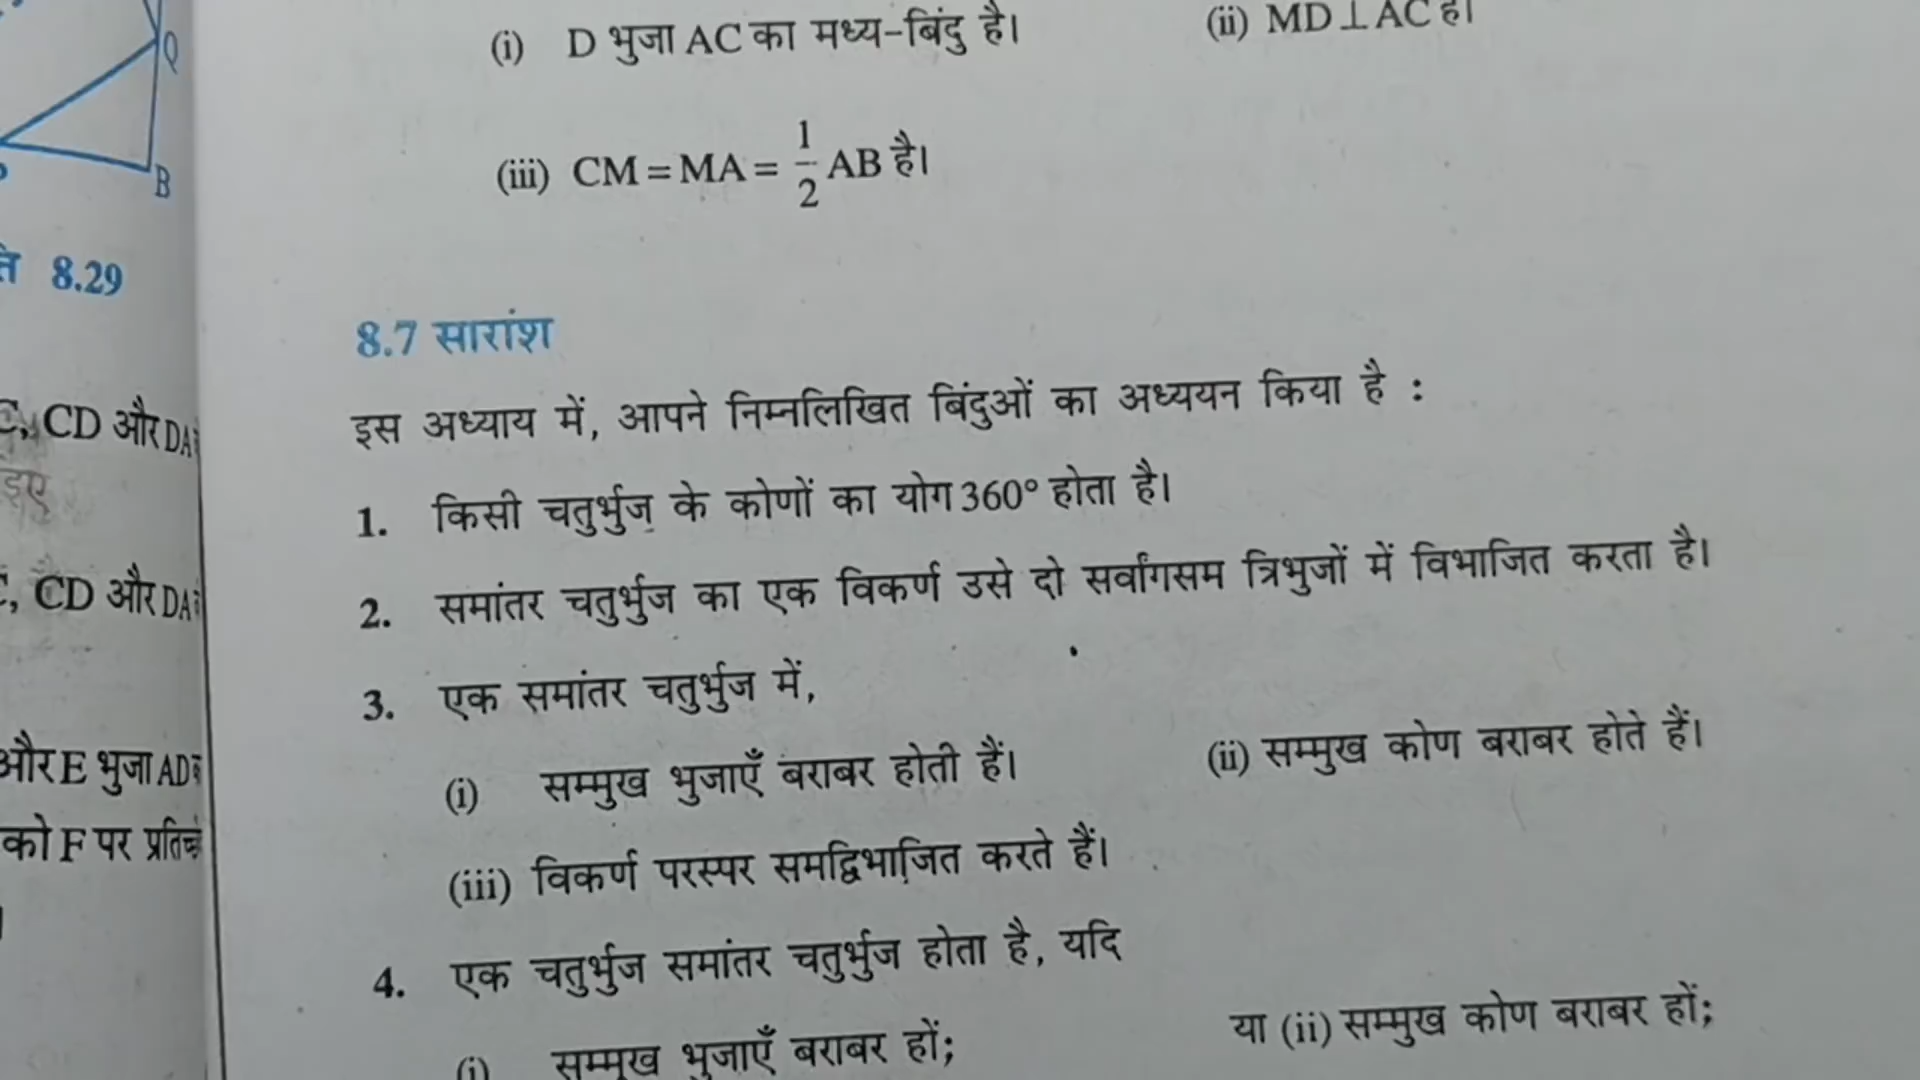 (i) D भुजा AC का मध्य-बिंदु है।
(ii) MD ⊥ AC है।
(iii) CM = MA = 1/2 AB है।
8.7 सारांश
इस अध्याय में, आपने निम्नलिखित बिंदुओं का अध्ययन किया है :
1. किसी चतुर्भुज के कोणों का योग 360° होता है।
2. समांतर चतुर्भुज का एक विकर्ण उसे दो सर्वांगसम त्रिभुजों में विभाजित करता है।
3. एक समांतर चतुर्भुज में,
(i) सम्मुख भुजाएँ बराबर होती हैं।
(ii) सम्मुख कोण बराबर होते हैं।
(iii) विकर्ण परस्पर समद्विभाजित करते हैं।
4. एक चतुर्भुज समांतर चतुर्भुज होता है, यदि
(i) सम्मुख भुजाएँ बराबर हों;
या (ii) सम्मुख कोण बराबर हों;
Q
B
8.29
CD और DA
CD और DA
और E भुजा AD
को F पर